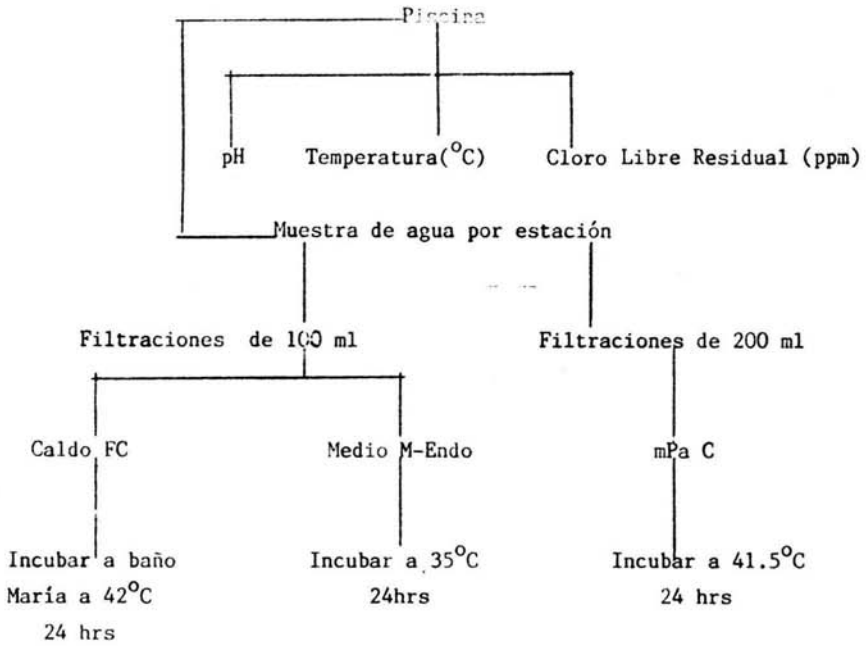 Piscina
pH Temperatura(°C) Cloro Libre Residual (ppm)
Muestra de agua por estación
Filtraciones de 100 ml Filtraciones de 200 ml
Caldo FC Medio M-Endo mPa C
Incubar a baño Incubar a 35°C Incubar a 41.5°C
María a 42°C 24hrs 24 hrs
24 hrs